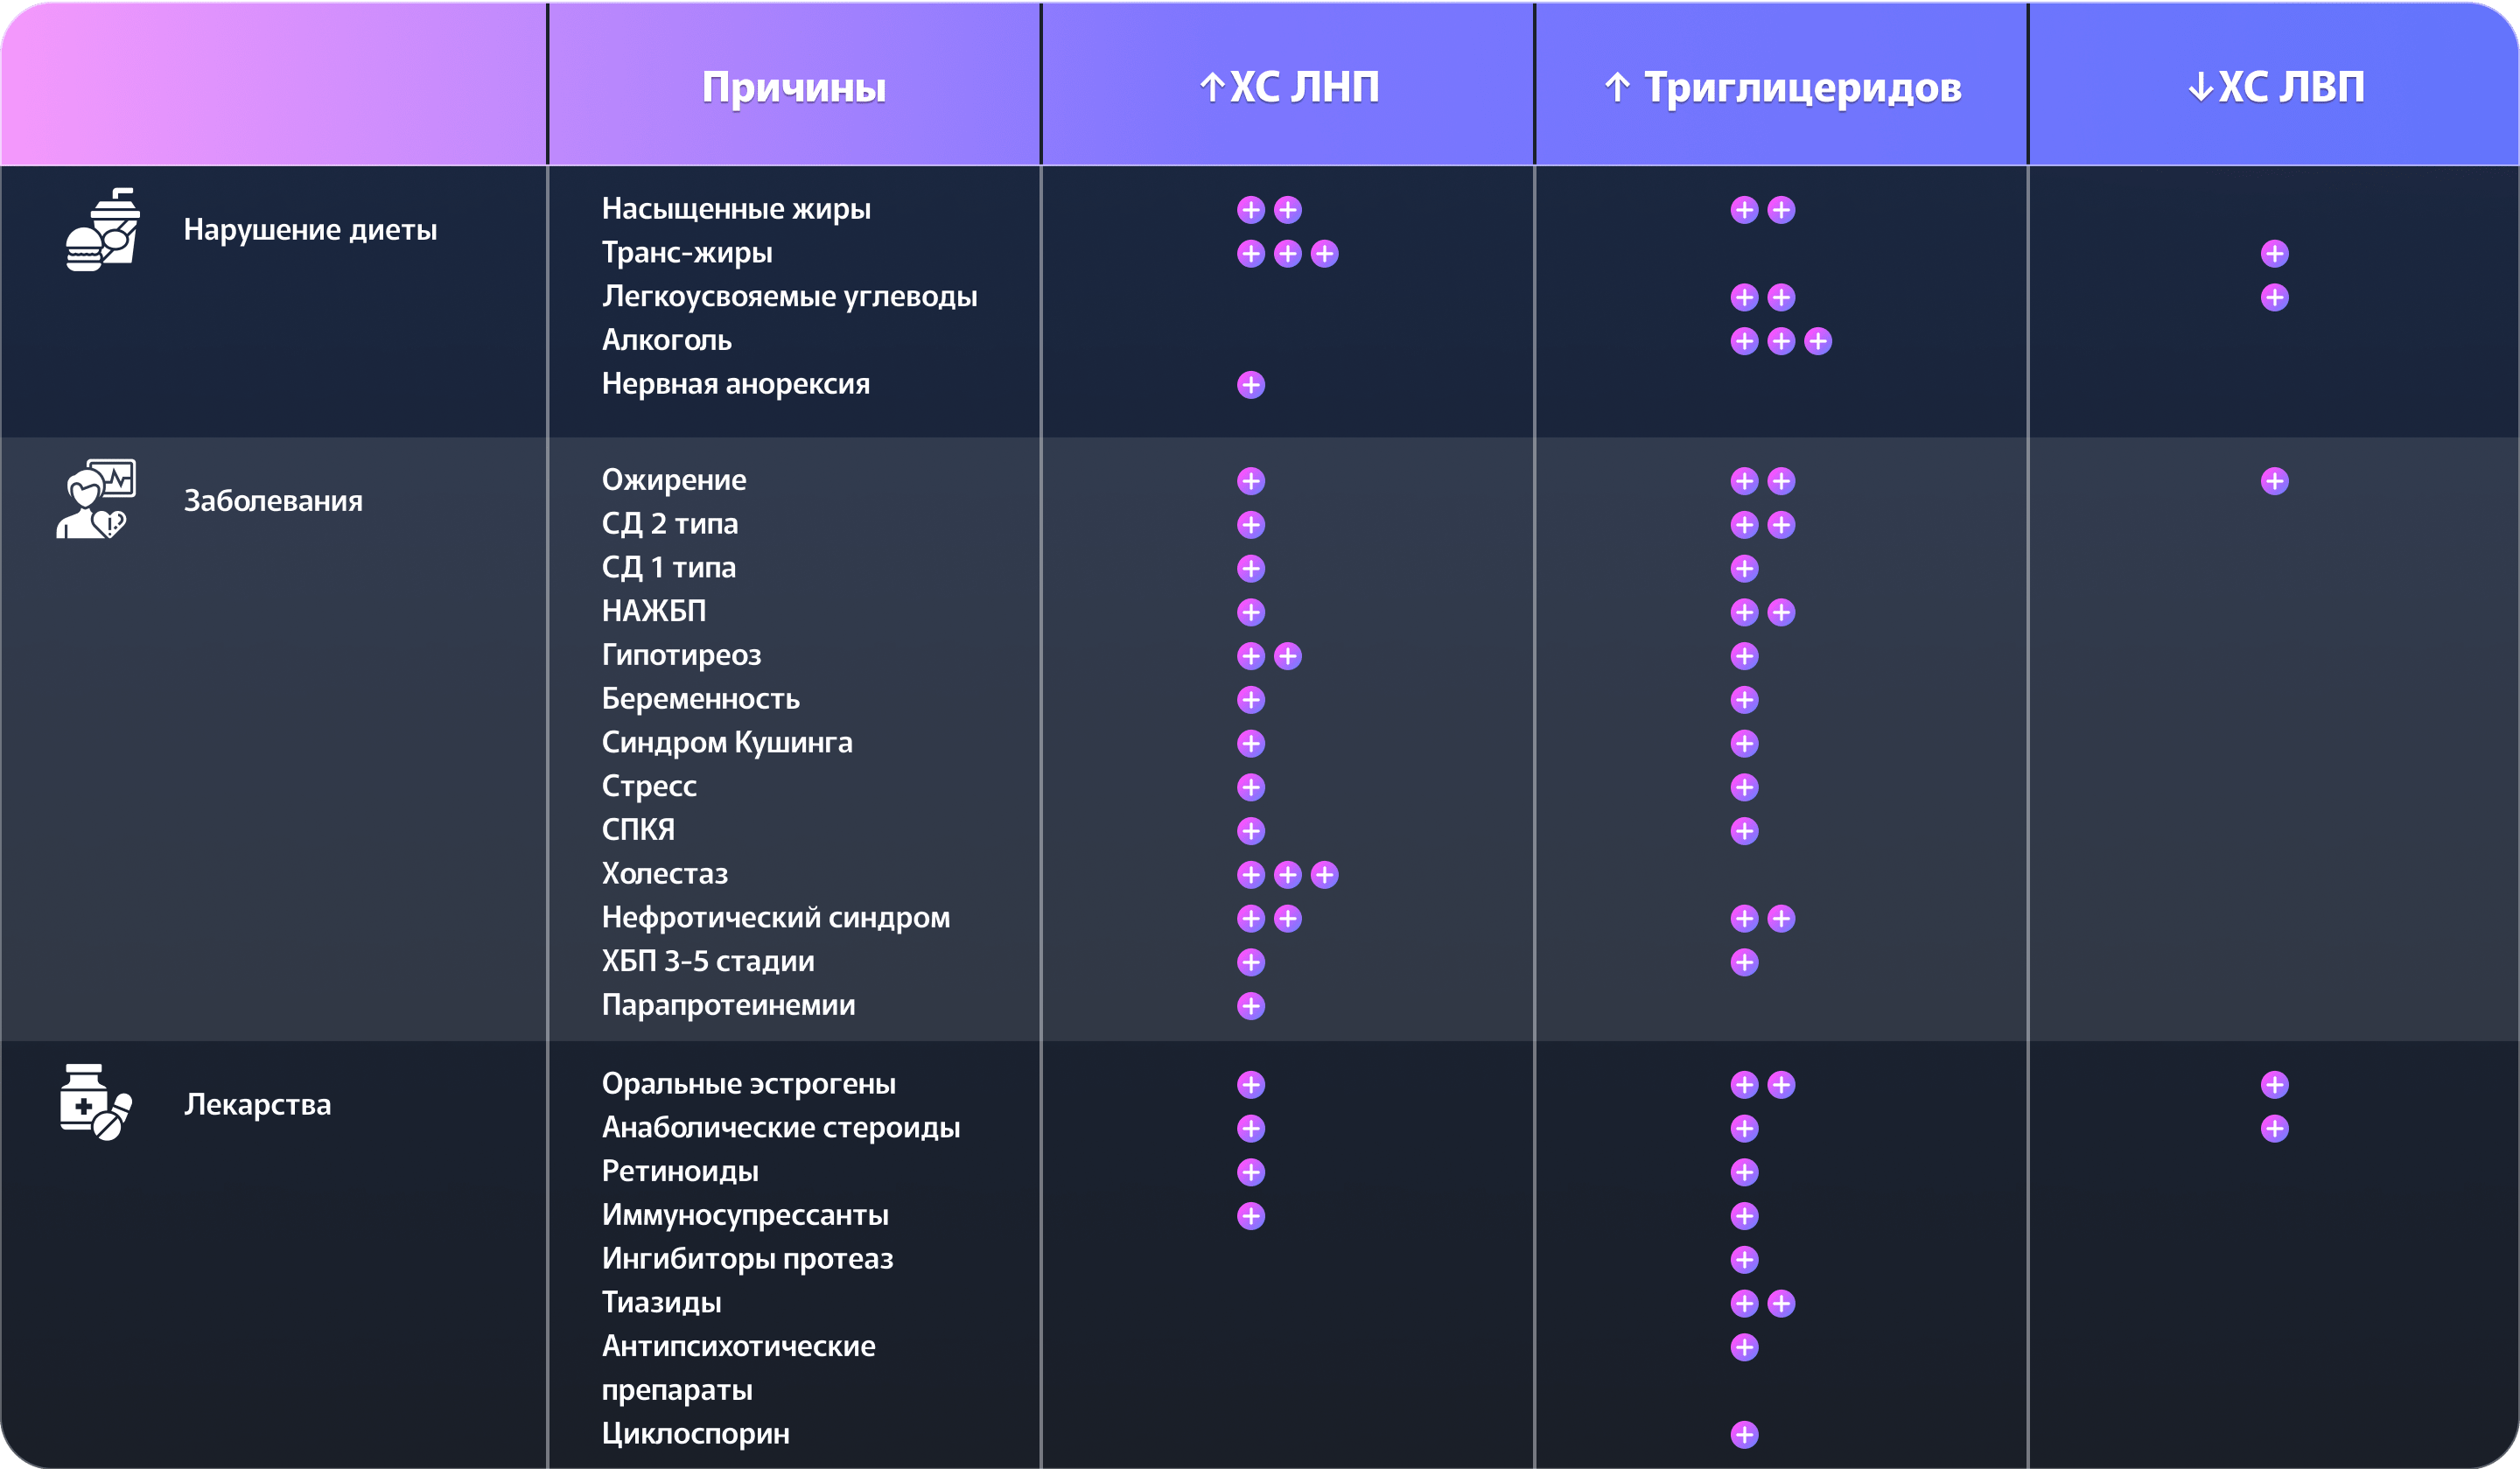 Причины ↑ХС ЛНП ↑ Триглицеридов ↓ХС ЛВП
Нарушение диеты
Насыщенные жиры ++ ++
Транс-жиры +++ +
Легкоусвояемые углеводы ++ +
Алкоголь +++
Нервная анорексия +
Заболевания
Ожирение + ++ +
СД 2 типа + ++
СД 1 типа + +
НАЖБП + ++
Гипотиреоз ++ +
Беременность + +
Синдром Кушинга + +
Стресс + +
СПКЯ + +
Холестаз +++
Нефротический синдром ++ ++
ХБП 3-5 стадии + +
Парапротеинемии +
Лекарства
Оральные эстрогены + ++ +
Анаболические стероиды + + +
Ретиноиды + +
Иммуносупрессанты + +
Ингибиторы протеаз +
Тиазиды ++
Антипсихотические +
препараты
Циклоспорин +